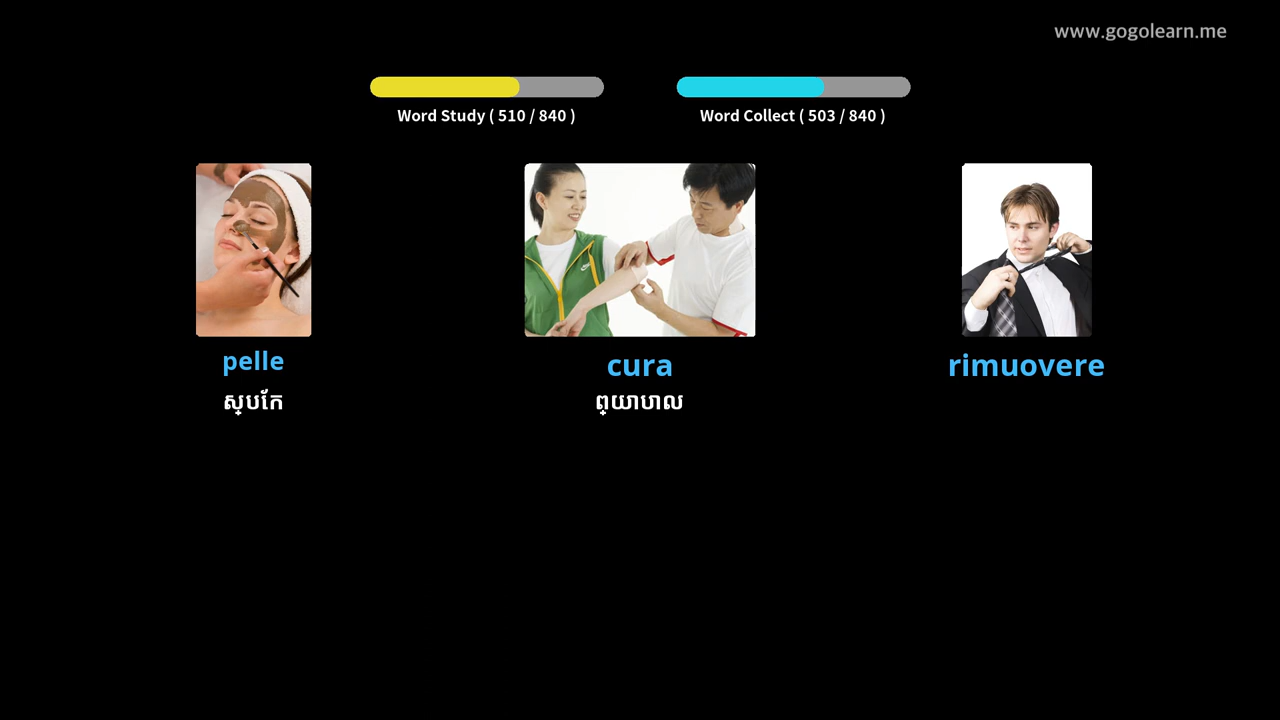 www.gogolearn.me
Word Study ( 510 / 840 )
Word Collect ( 503 / 840 )
pelle
cura
rimuovere
ស្បែក
ព្យាបាល